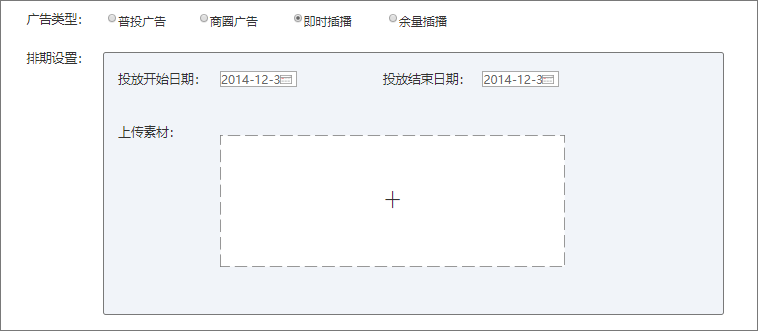 广告类型： 普投广告 商圈广告 即时插播 余量插播
排期设置：
投放开始日期： 2014-12-3 投放结束日期： 2014-12-3
上传素材：